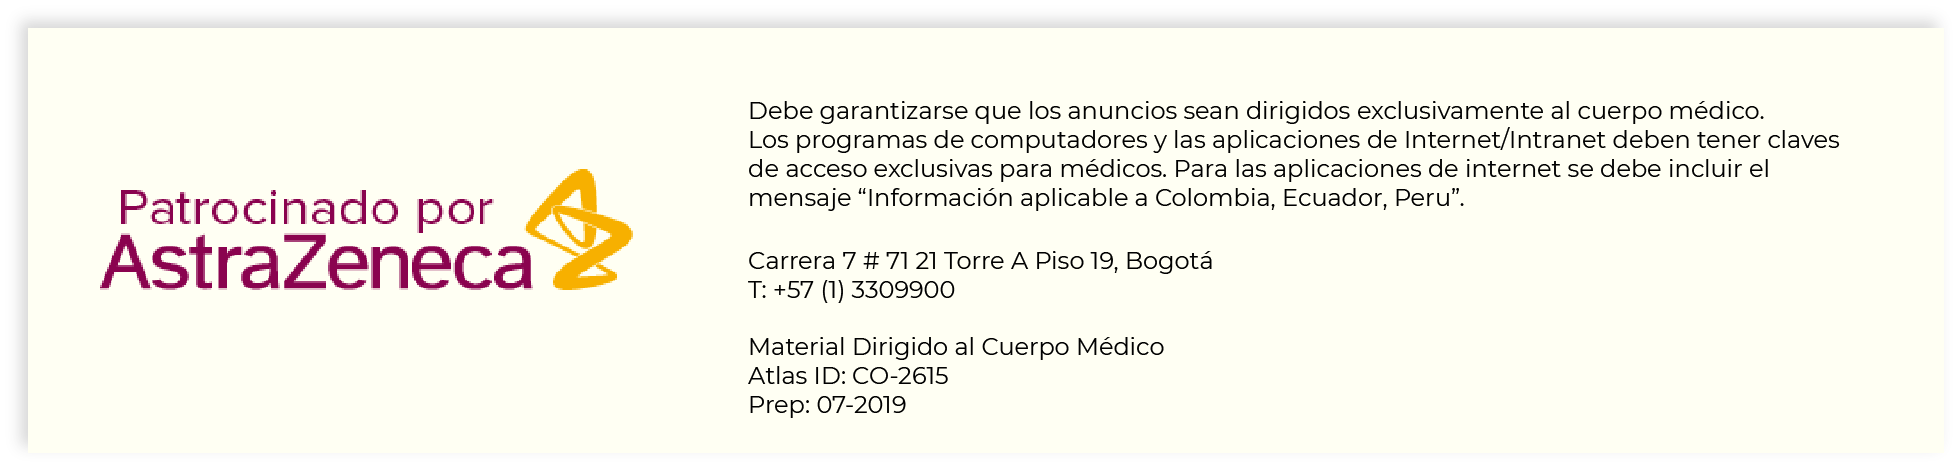 Patrocinado por
AstraZeneca
Debe garantizarse que los anuncios sean dirigidos exclusivamente al cuerpo médico.
Los programas de computadores y las aplicaciones de Internet/Intranet deben tener claves
de acceso exclusivas para médicos. Para las aplicaciones de internet se debe incluir el
mensaje “Información aplicable a Colombia, Ecuador, Peru”.
Carrera 7 # 71 21 Torre A Piso 19, Bogotá
T: +57 (1) 3309900
Material Dirigido al Cuerpo Médico
Atlas ID: CO-2615
Prep: 07-2019